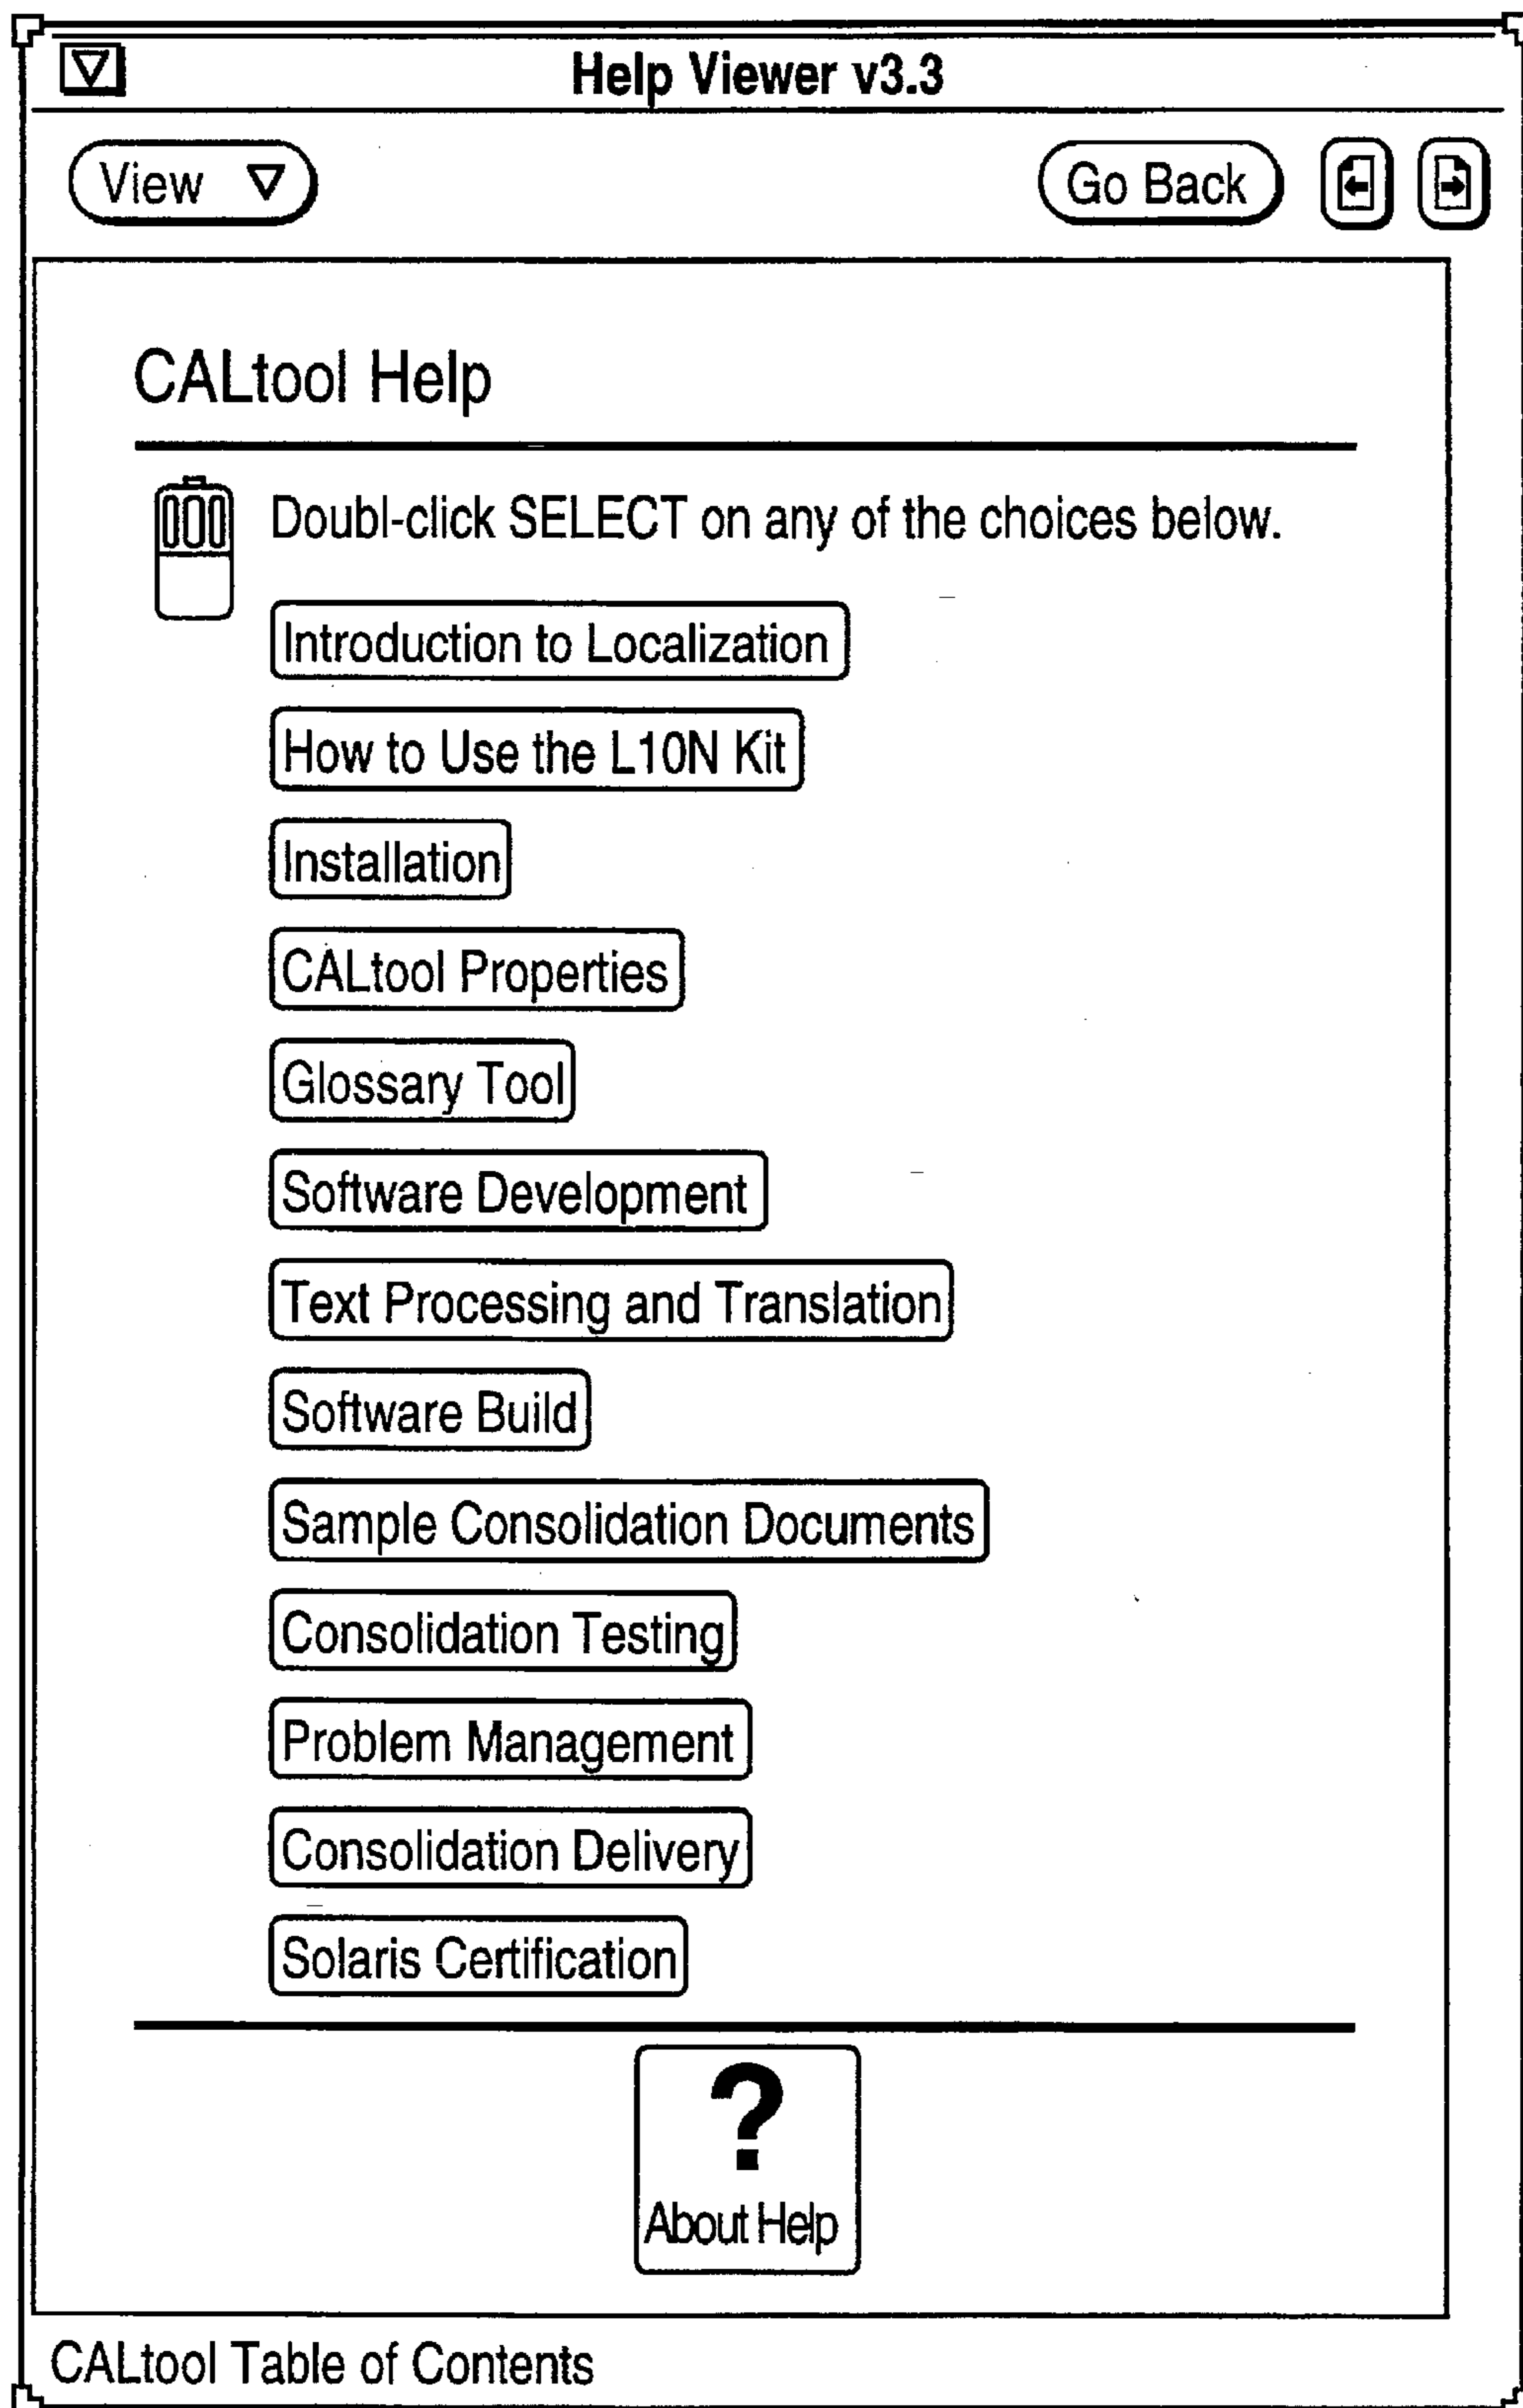 Help Viewer v3.3
View Go Back
CALtool Help
Doubl-click SELECT on any of the choices below.
Introduction to Localization
How to Use the L10N Kit
Installation
CALtool Properties
Glossary Tool
Software Development
Text Processing and Translation
Software Build
Sample Consolidation Documents
Consolidation Testing
Problem Management
Consolidation Delivery
Solaris Certification
?
About Help
CALtool Table of Contents